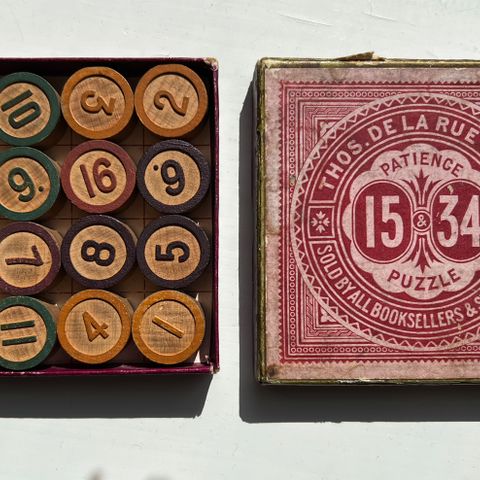 10 3 2
9. 16 6.
7 8 5
11 4 1
THOS. DE LA RUE
PATIENCE
15 & 34
PUZZLE
SOLD BY ALL BOOKSELLERS & S